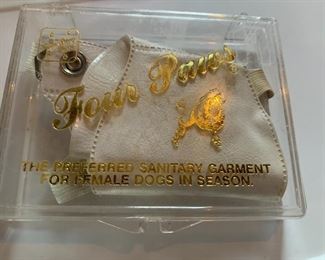 Four Paws
THE PREFERRED SANITARY GARMENT
FOR FEMALE DOGS IN SEASON.